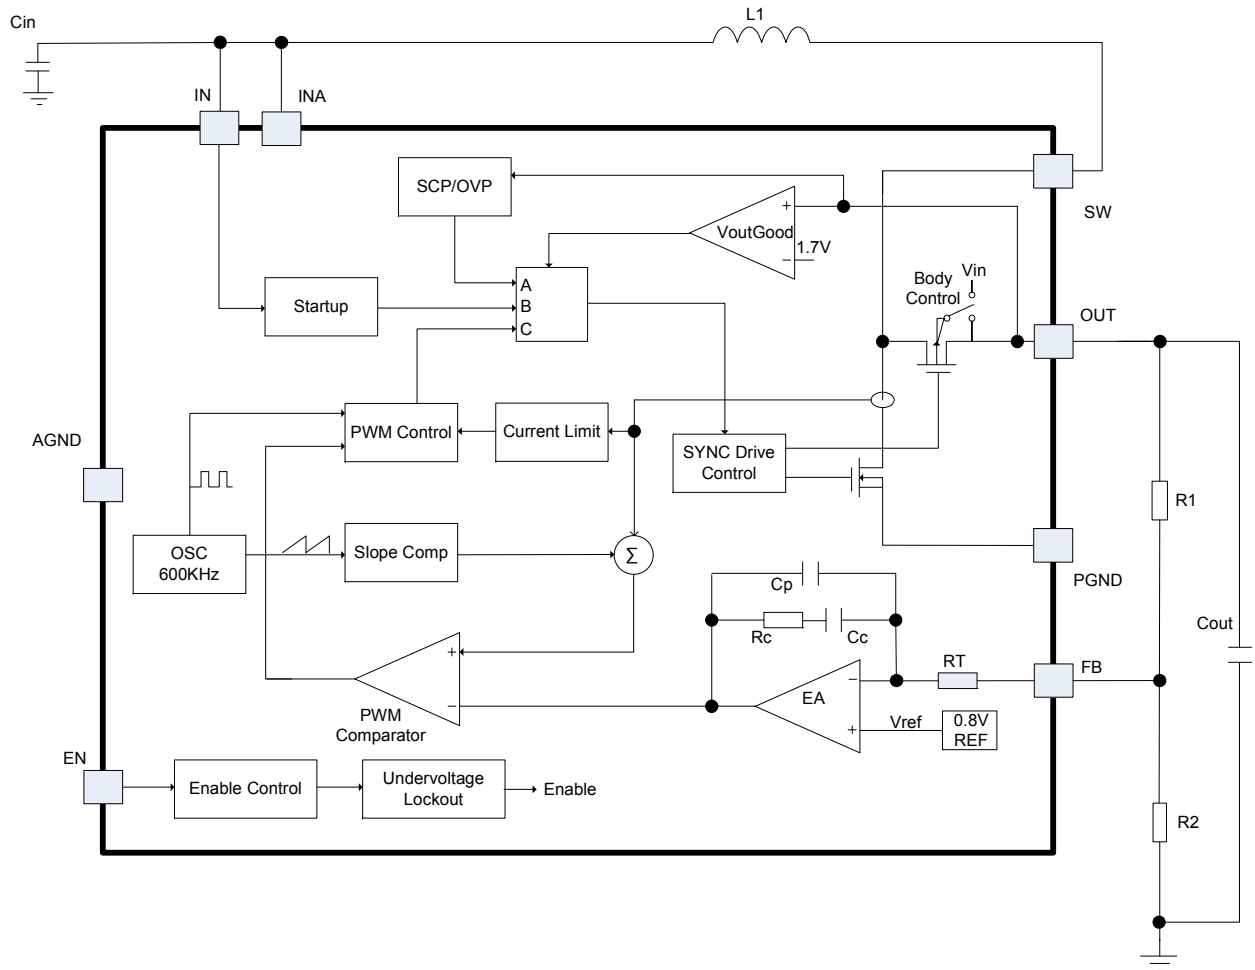 Cin
L1
IN
INA
SCP/OVP
SW
+
VoutGood
1.7V
−
Body
Control
Vin
A
B
C
Startup
OUT
AGND
PWM Control
Current Limit
SYNC Drive
Control
R1
OSC
600KHz
Slope Comp
Σ
PGND
Cp
Rc
Cc
Cout
RT
FB
+
−
EA
−
+
Vref
0.8V
REF
PWM
Comparator
EN
Enable Control
Undervoltage
Lockout
Enable
R2